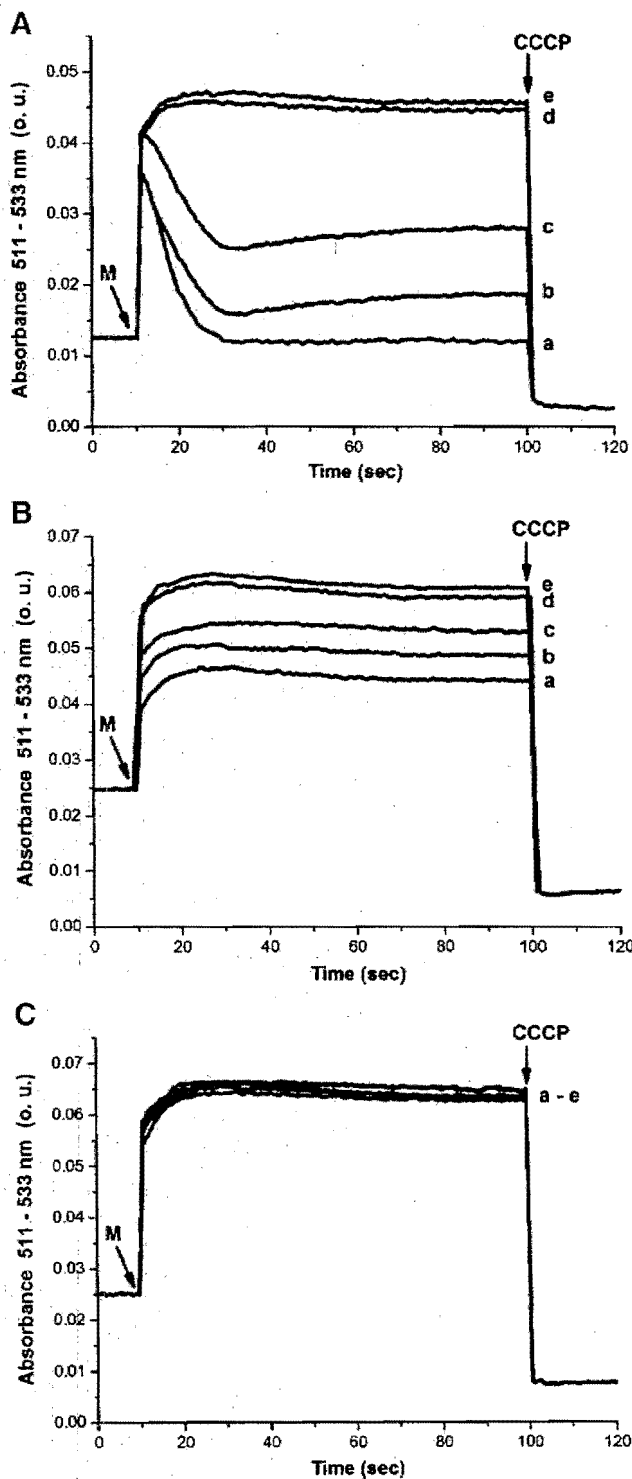 A
CCCP
Absorbance 511 - 533 nm (o. u.)
0.05
0.04
0.03
0.02
0.01
0.00
M
e
d
c
b
a
0 20 40 60 80 100 120
Time (sec)
B
CCCP
Absorbance 511 - 533 nm (o. u.)
0.07
0.06
0.05
0.04
0.03
0.02
0.01
0.00
M
e
d
c
b
a
0 20 40 60 80 100 120
Time (sec)
C
CCCP
Absorbance 511 - 533 nm (o. u.)
0.07
0.06
0.05
0.04
0.03
0.02
0.01
0.00
M
a - e
0 20 40 60 80 100 120
Time (sec)